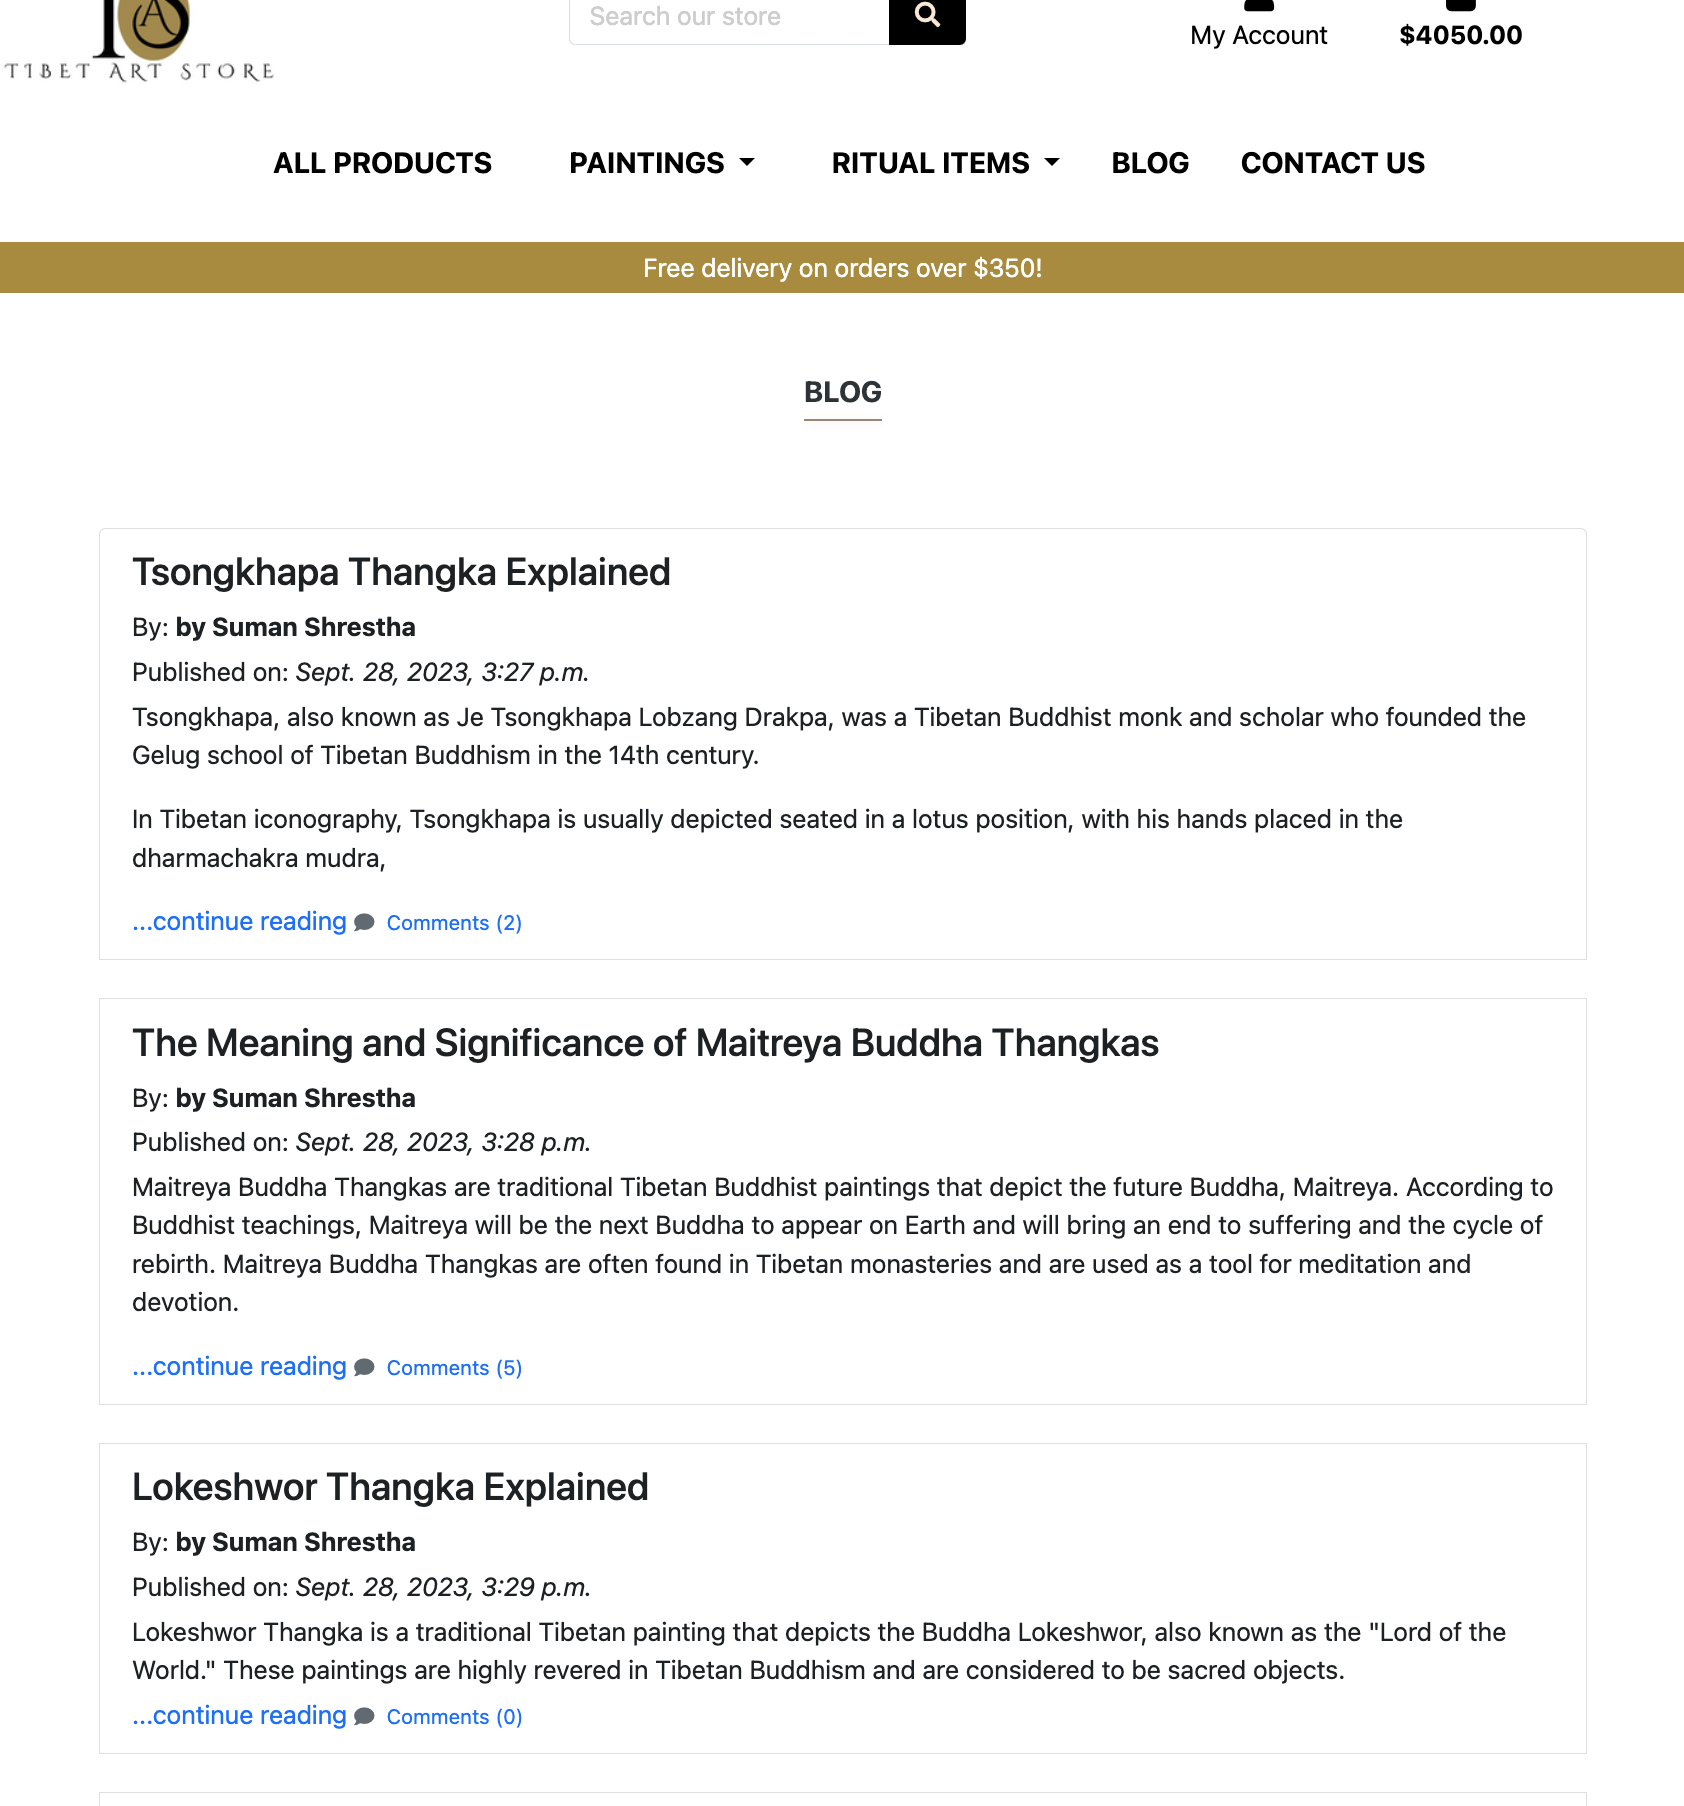 TIBET ART STORE
Search our store
My Account
$4050.00
ALL PRODUCTS
PAINTINGS
RITUAL ITEMS
BLOG
CONTACT US
Free delivery on orders over $350!
BLOG
Tsongkhapa Thangka Explained
By: by Suman Shrestha
Published on: Sept. 28, 2023, 3:27 p.m.
Tsongkhapa, also known as Je Tsongkhapa Lobzang Drakpa, was a Tibetan Buddhist monk and scholar who founded the
Gelug school of Tibetan Buddhism in the 14th century.
In Tibetan iconography, Tsongkhapa is usually depicted seated in a lotus position, with his hands placed in the
dharmachakra mudra,
...continue reading Comments (2)
The Meaning and Significance of Maitreya Buddha Thangkas
By: by Suman Shrestha
Published on: Sept. 28, 2023, 3:28 p.m.
Maitreya Buddha Thangkas are traditional Tibetan Buddhist paintings that depict the future Buddha, Maitreya. According to
Buddhist teachings, Maitreya will be the next Buddha to appear on Earth and will bring an end to suffering and the cycle of
rebirth. Maitreya Buddha Thangkas are often found in Tibetan monasteries and are used as a tool for meditation and
devotion.
...continue reading Comments (5)
Lokeshwor Thangka Explained
By: by Suman Shrestha
Published on: Sept. 28, 2023, 3:29 p.m.
Lokeshwor Thangka is a traditional Tibetan painting that depicts the Buddha Lokeshwor, also known as the "Lord of the
World." These paintings are highly revered in Tibetan Buddhism and are considered to be sacred objects.
...continue reading Comments (0)